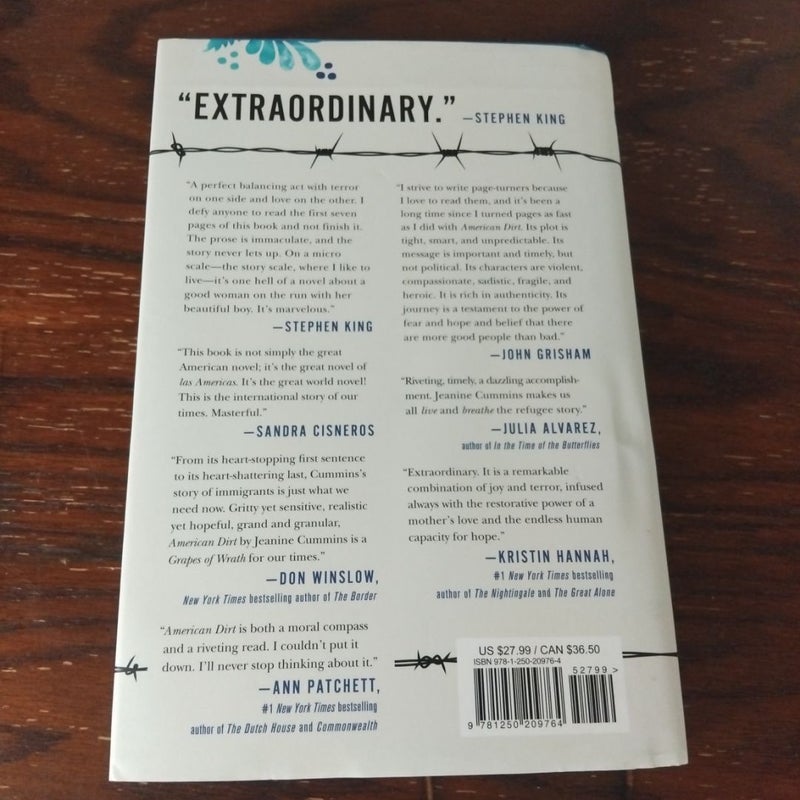 “EXTRAORDINARY.” —STEPHEN KING
“A perfect balancing act with terror
on one side and love on the other. I
defy anyone to read the first seven
pages of this book and not finish it.
The prose is immaculate, and the
story never lets up. On a micro
scale—the story scale, where I like to
live—it’s one hell of a novel about a
good woman on the run with her
beautiful boy. It’s marvelous.”
—STEPHEN KING
“This book is not simply the great
American novel; it’s the great novel of
las Americas. It’s the great world novel!
This is the international story of our
times. Masterful.”
—SANDRA CISNEROS
“From its heart-stopping first sentence
to its heart-shattering last, Cummins’s
story of immigrants is just what we
need now. Gritty yet sensitive, realistic
yet hopeful, grand and granular,
American Dirt by Jeanine Cummins is a
Grapes of Wrath for our times.”
—DON WINSLOW,
New York Times bestselling author of The Border
“American Dirt is both a moral compass
and a riveting read. I couldn’t put it
down. I’ll never stop thinking about it.”
—ANN PATCHETT,
#1 New York Times bestselling
author of The Dutch House and Commonwealth
“I strive to write page-turners because
I love to read them, and it’s been a
long time since I turned pages as fast
as I did with American Dirt. Its plot is
tight, smart, and unpredictable. Its
message is important and timely, but
not political. Its characters are violent,
compassionate, sadistic, fragile, and
heroic. It is rich in authenticity. Its
journey is a testament to the power of
fear and hope and belief that there
are more good people than bad.”
—JOHN GRISHAM
“Riveting, timely, a dazzling accomplish-
ment. Jeanine Cummins makes us
all live and breathe the refugee story.”
—JULIA ALVAREZ,
author of In the Time of the Butterflies
“Extraordinary. It is a remarkable
combination of joy and terror, infused
always with the restorative power of a
mother’s love and the endless human
capacity for hope.”
—KRISTIN HANNAH,
#1 New York Times bestselling
author of The Nightingale and The Great Alone
US $27.99 / CAN $36.50
ISBN 978-1-250-20976-4
52799 >
9 781250 209764